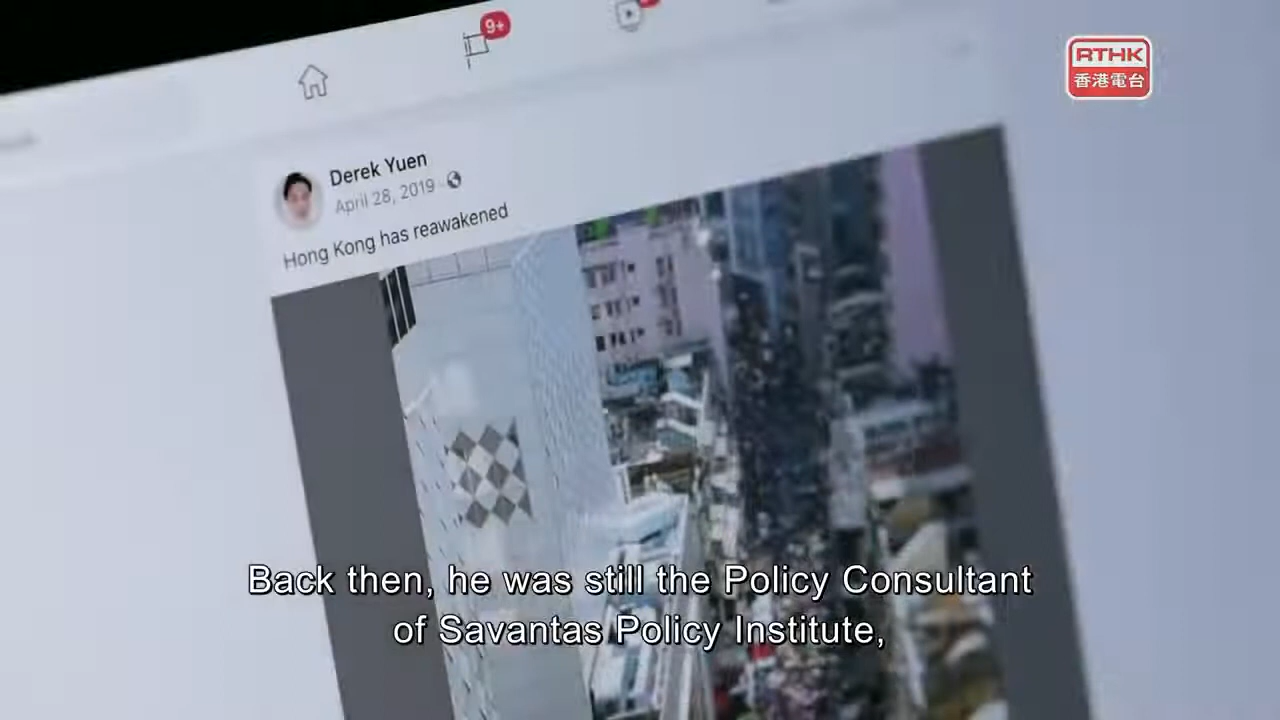 9+
RTHK
香港電台
Derek Yuen
April 28, 2019 ·
Hong Kong has reawakened
Back then, he was still the Policy Consultant
of Savantas Policy Institute,